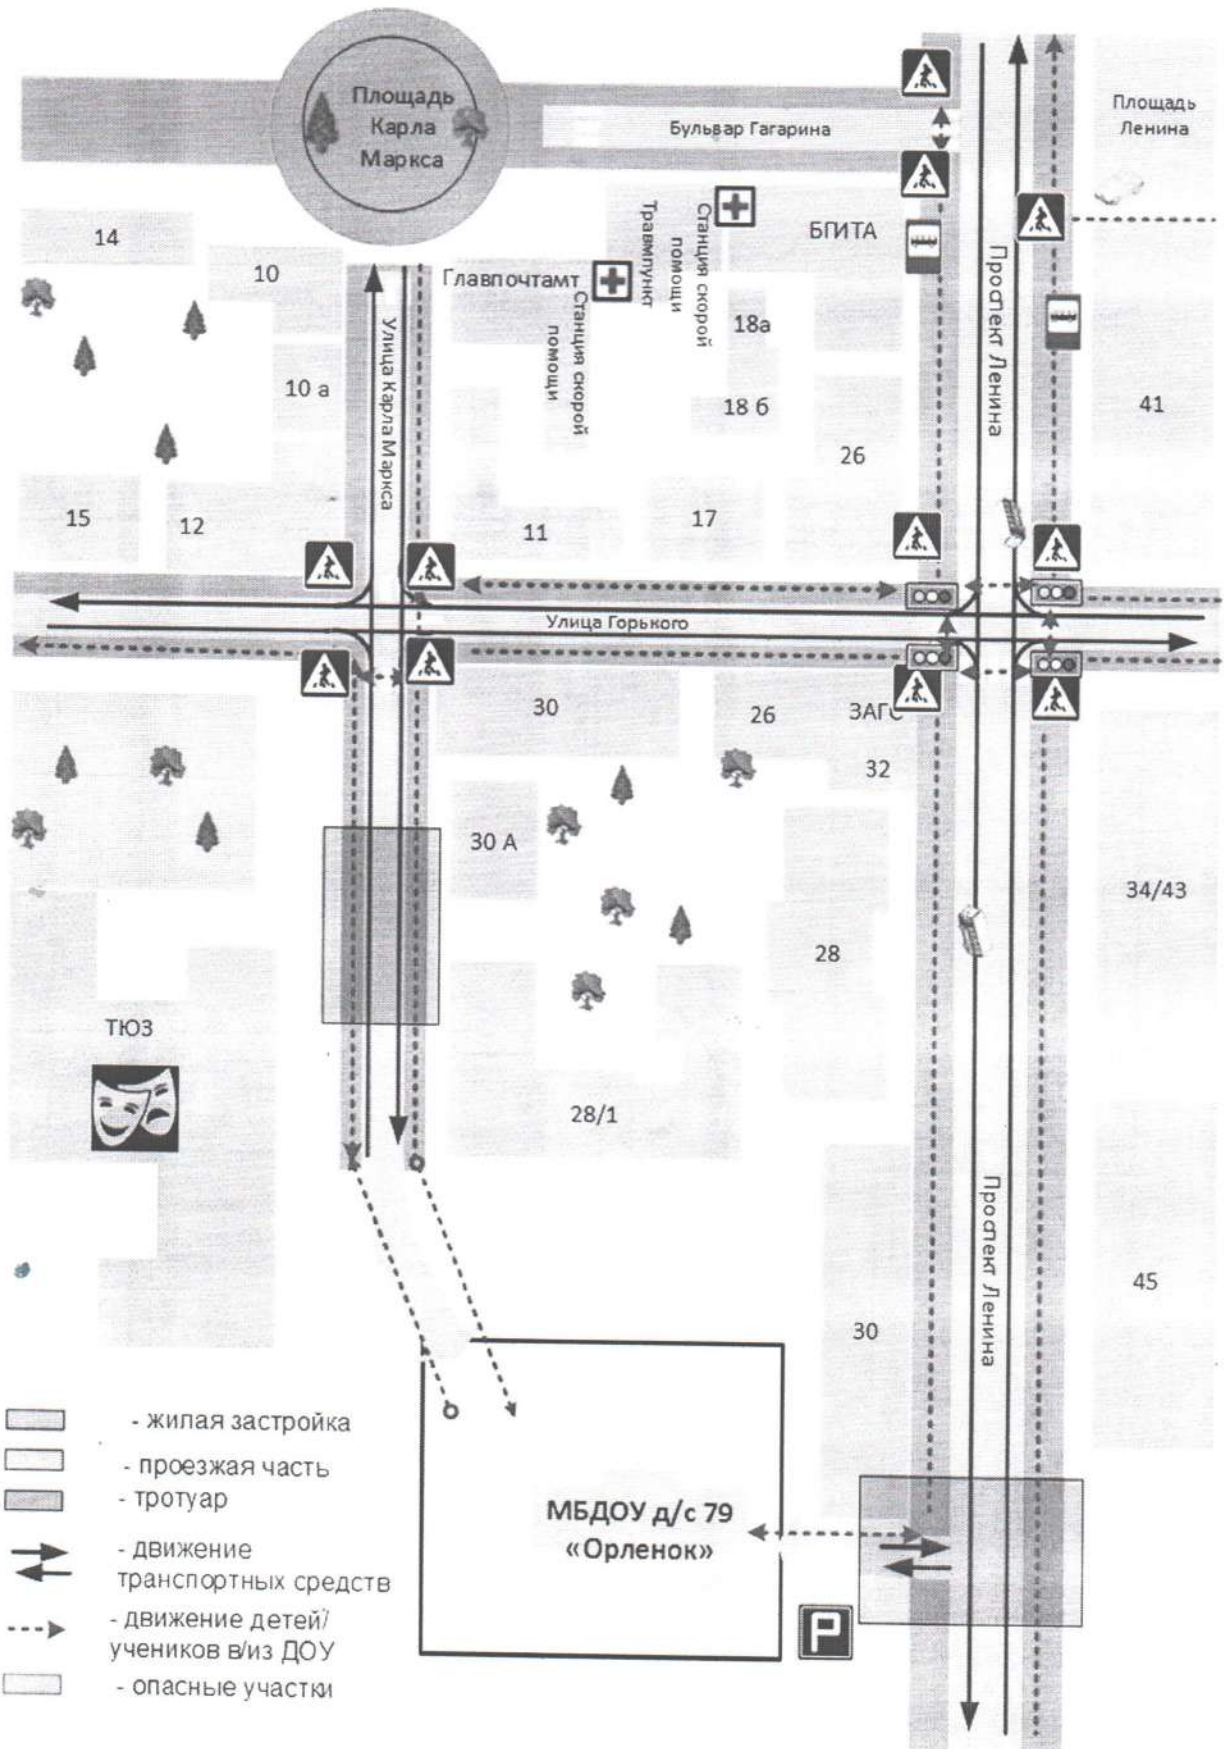 Площадь
Карла
Маркса
Бульвар Гагарина
Площадь
Ленина
14
10
10 а
15
12
Улица Карла Маркса
Главпочтамт
Станция скорой
помощи
Травмпункт
Станция скорой
помощи
БГИТА
18а
18 б
26
11
17
Проспект Ленина
41
Улица Горького
30
26
ЗАГС
32
30 А
28
34/43
ТЮЗ
28/1
Проспект Ленина
45
30
МБДОУ д/с 79
«Орленок»
P
- жилая застройка
- проезжая часть
- тротуар
- движение
транспортных средств
- движение детей/
учеников в/из ДОУ
- опасные участки